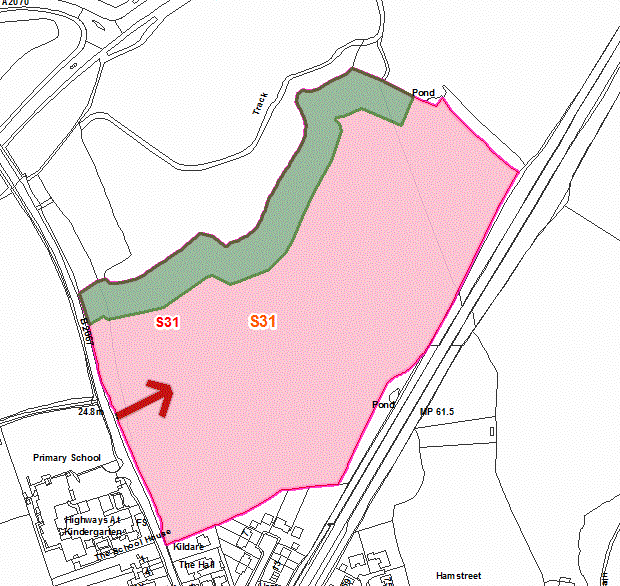 A2070
Pond
Track
B2067
S31
S31
24.8m
Pond
MP 61.5
Primary School
Highways At
Kindergarten
FS
The School House
Kildare
The Hall
Hamstreet